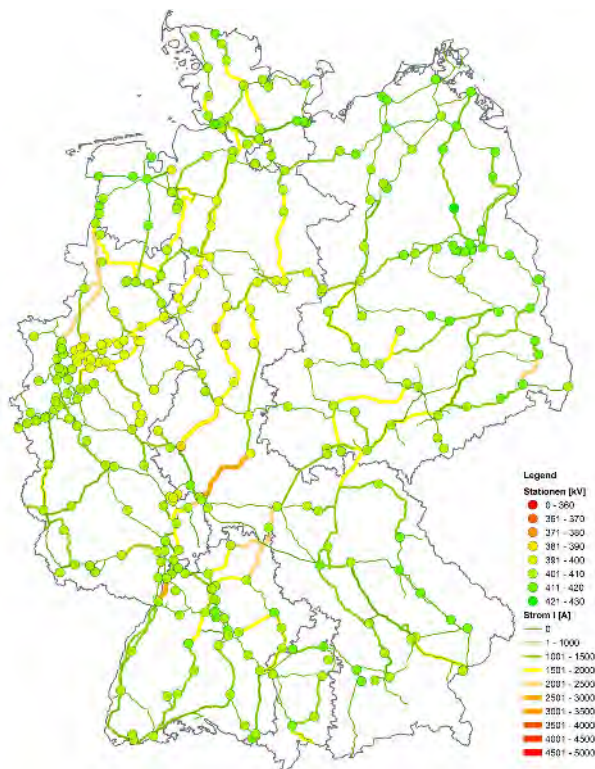 Legend
Stationen [kV]
0 - 360
361 - 370
371 - 380
381 - 390
391 - 400
401 - 410
411 - 420
421 - 430
Strom I [A]
0
1 - 1000
1001 - 1500
1501 - 2000
2001 - 2500
2501 - 3000
3001 - 3500
3501 - 4000
4001 - 4500
4501 - 5000